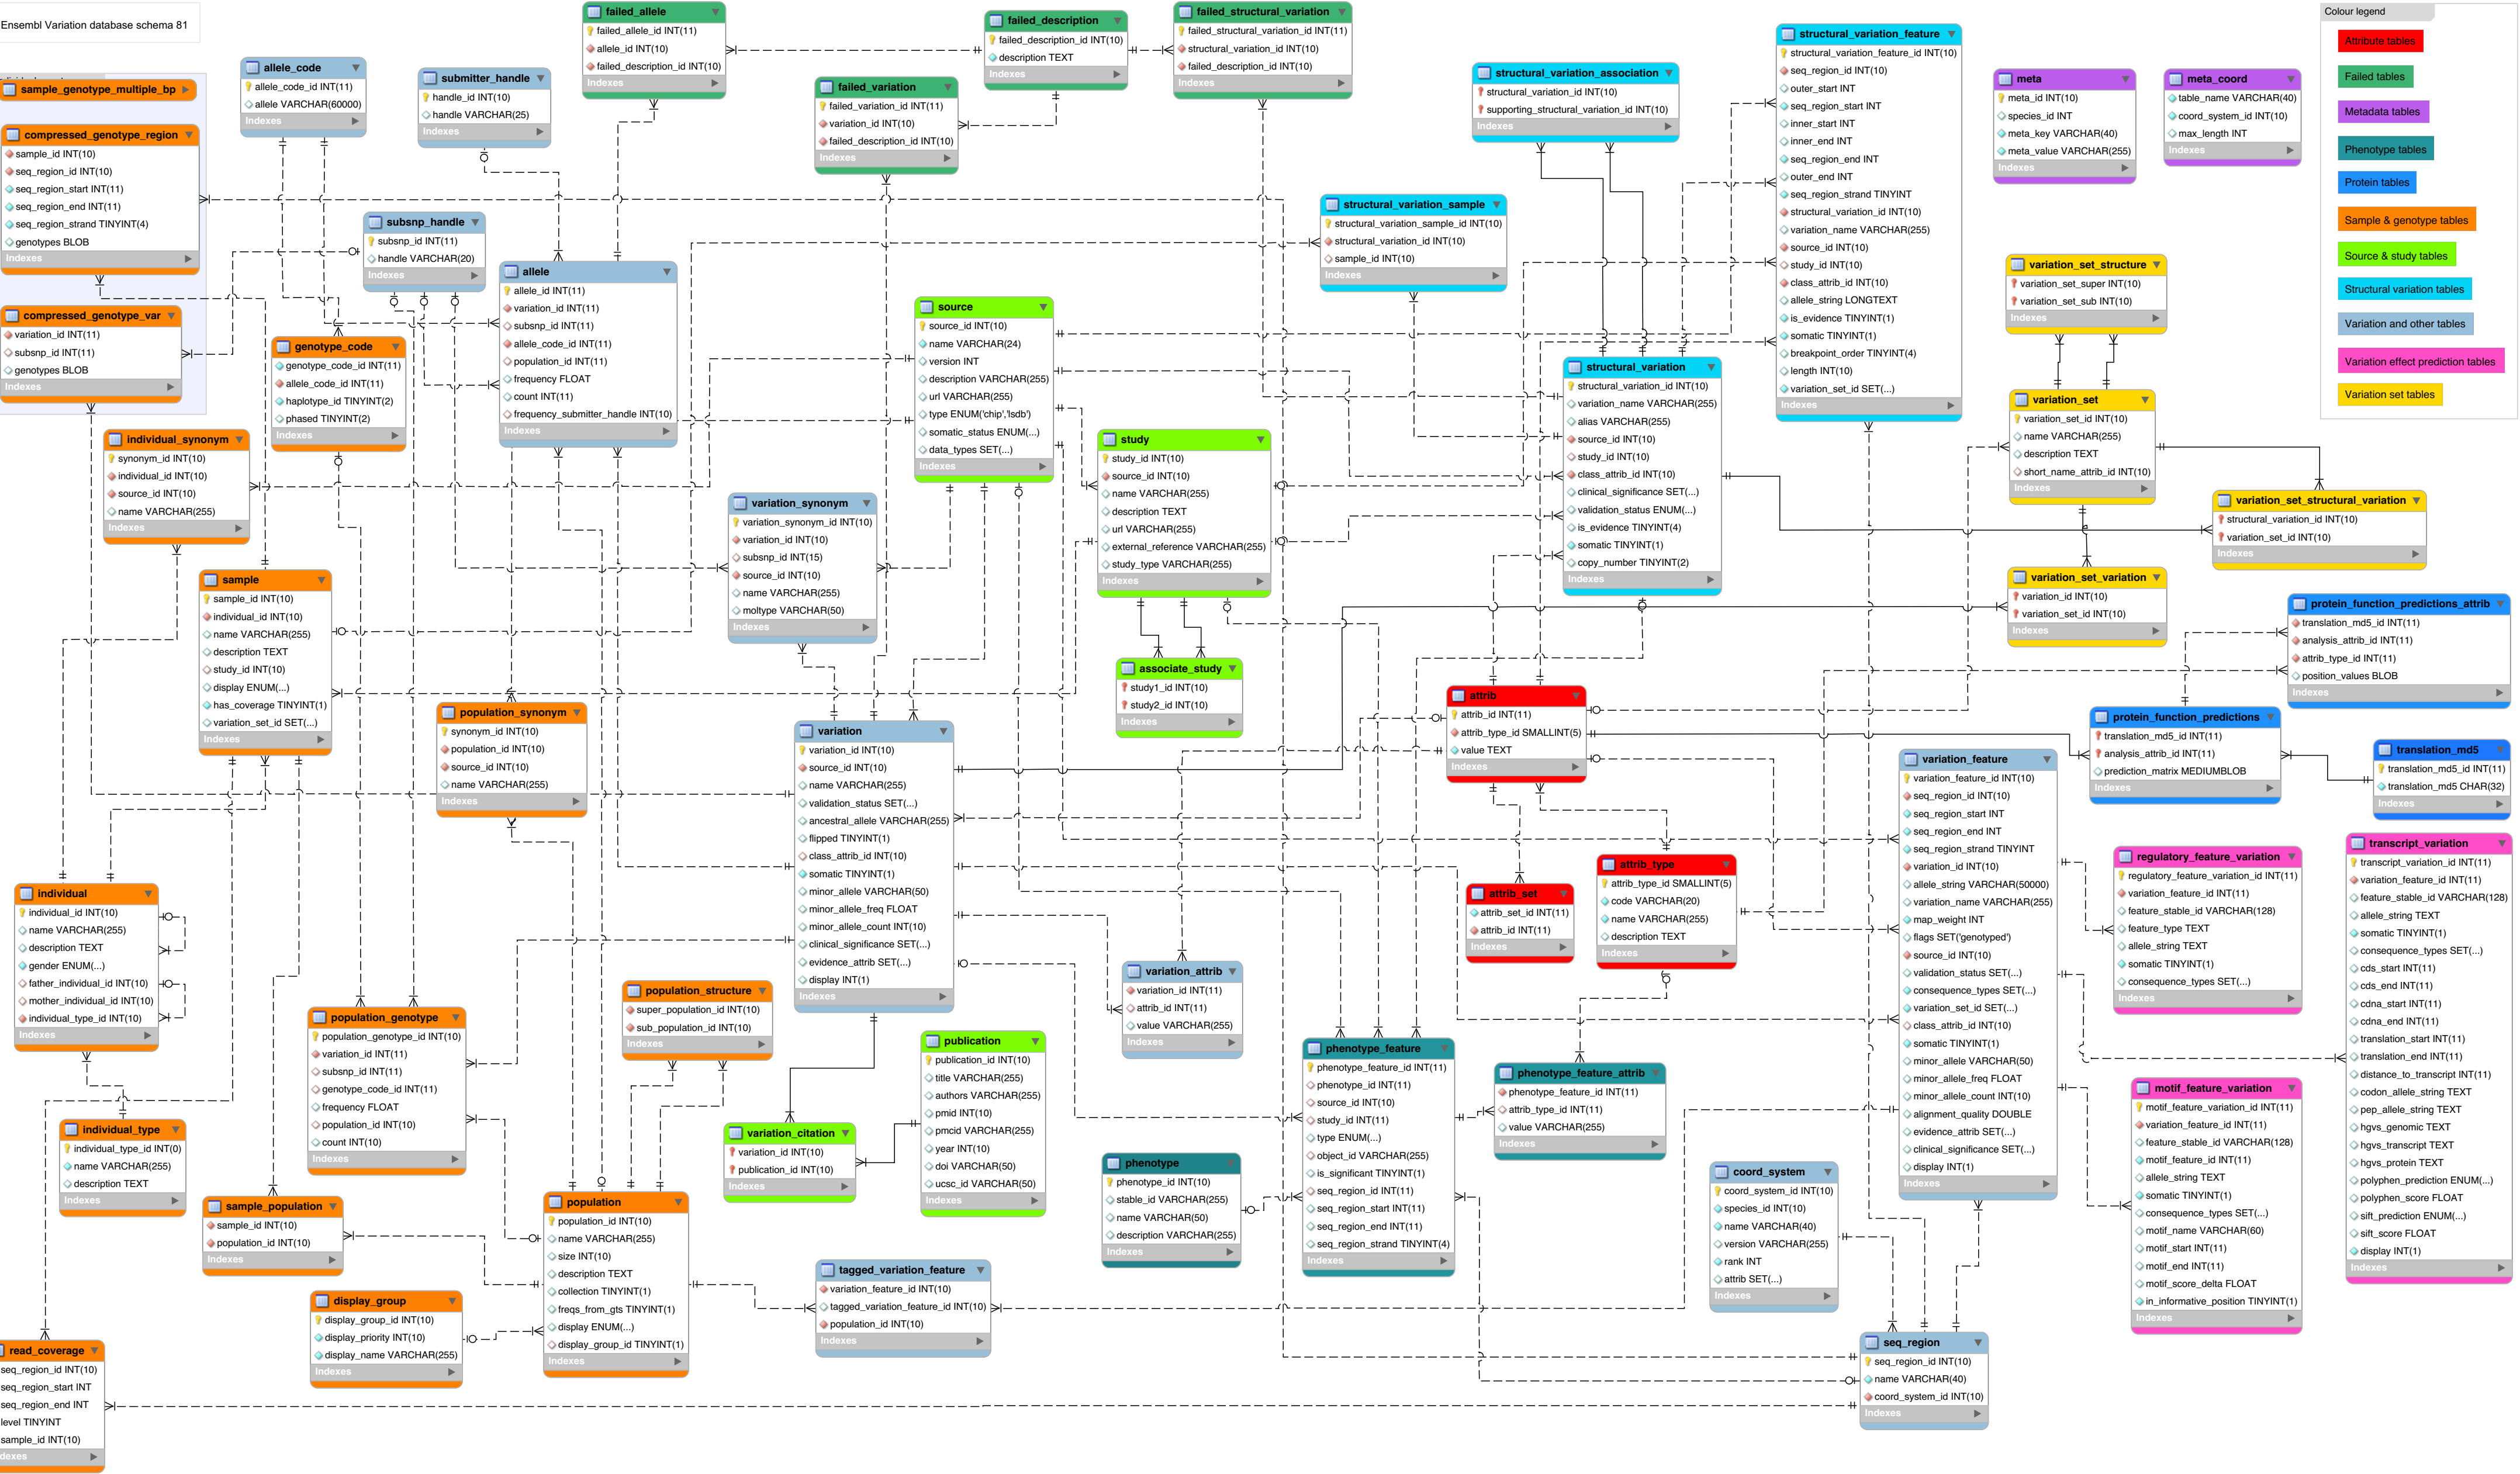 Ensembl Variation database schema 81
sample_genotype_multiple_bp
compressed_genotype_region
sample_id INT(10)
seq_region_id INT(10)
seq_region_start INT(11)
seq_region_end INT(11)
seq_region_strand TINYINT(4)
genotypes BLOB
Indexes
compressed_genotype_var
variation_id INT(11)
subsnp_id INT(11)
genotypes BLOB
Indexes
allele_code
allele_code_id INT(11)
allele VARCHAR(60000)
Indexes
submitter_handle
handle_id INT(10)
handle VARCHAR(25)
Indexes
subsnp_handle
subsnp_id INT(11)
handle VARCHAR(20)
Indexes
genotype_code
genotype_code_id INT(11)
allele_code_id INT(11)
haplotype_id TINYINT(2)
phased TINYINT(2)
Indexes
allele
allele_id INT(11)
variation_id INT(11)
subsnp_id INT(11)
allele_code_id INT(11)
population_id INT(11)
frequency FLOAT
count INT(11)
frequency_submitter_handle INT(10)
Indexes
failed_allele
failed_allele_id INT(11)
allele_id INT(10)
failed_description_id INT(10)
Indexes
failed_variation
failed_variation_id INT(11)
variation_id INT(10)
failed_description_id INT(10)
Indexes
failed_description
failed_description_id INT(10)
description TEXT
Indexes
failed_structural_variation
failed_structural_variation_id INT(11)
structural_variation_id INT(10)
failed_description_id INT(10)
Indexes
structural_variation_association
structural_variation_id INT(10)
supporting_structural_variation_id INT(10)
Indexes
structural_variation_sample
structural_variation_sample_id INT(10)
structural_variation_id INT(10)
sample_id INT(10)
Indexes
structural_variation_feature
structural_variation_feature_id INT(10)
seq_region_id INT(10)
outer_start INT
seq_region_start INT
inner_start INT
inner_end INT
seq_region_end INT
outer_end INT
seq_region_strand TINYINT
structural_variation_id INT(10)
variation_name VARCHAR(255)
source_id INT(10)
study_id INT(10)
class_attrib_id INT(10)
allele_string LONGTEXT
is_evidence TINYINT(1)
somatic TINYINT(1)
breakpoint_order TINYINT(4)
length INT(10)
variation_set_id SET(...)
Indexes
meta
meta_id INT(10)
species_id INT
meta_key VARCHAR(40)
meta_value VARCHAR(255)
Indexes
meta_coord
table_name VARCHAR(40)
coord_system_id INT(10)
max_length INT
Indexes
Colour legend
Attribute tables
Failed tables
Metadata tables
Phenotype tables
Protein tables
Sample & genotype tables
Source & study tables
Structural variation tables
Variation and other tables
Variation effect prediction tables
Variation set tables
source
source_id INT(10)
name VARCHAR(24)
version INT
description VARCHAR(255)
url VARCHAR(255)
type ENUM('chip','lsdb')
somatic_status ENUM(...)
data_types SET(...)
Indexes
study
study_id INT(10)
source_id INT(10)
name VARCHAR(255)
description TEXT
url VARCHAR(255)
external_reference VARCHAR(255)
study_type VARCHAR(255)
Indexes
structural_variation
structural_variation_id INT(10)
variation_name VARCHAR(255)
alias VARCHAR(255)
source_id INT(10)
study_id INT(10)
class_attrib_id INT(10)
clinical_significance SET(...)
validation_status ENUM(...)
is_evidence TINYINT(4)
somatic TINYINT(1)
copy_number TINYINT(2)
Indexes
variation_set_structure
variation_set_super INT(10)
variation_set_sub INT(10)
Indexes
variation_set
variation_set_id INT(10)
name VARCHAR(255)
description TEXT
short_name_attrib_id INT(10)
Indexes
variation_set_structural_variation
structural_variation_id INT(10)
variation_set_id INT(10)
Indexes
variation_set_variation
variation_id INT(10)
variation_set_id INT(10)
Indexes
individual_synonym
synonym_id INT(10)
individual_id INT(10)
source_id INT(10)
name VARCHAR(255)
Indexes
sample
sample_id INT(10)
individual_id INT(10)
name VARCHAR(255)
description TEXT
study_id INT(10)
display ENUM(...)
has_coverage TINYINT(1)
variation_set_id SET(...)
Indexes
variation_synonym
variation_synonym_id INT(10)
variation_id INT(10)
subsnp_id INT(15)
source_id INT(10)
name VARCHAR(255)
moltype VARCHAR(50)
Indexes
associate_study
study1_id INT(10)
study2_id INT(10)
Indexes
population_synonym
synonym_id INT(10)
population_id INT(10)
source_id INT(10)
name VARCHAR(255)
Indexes
variation
variation_id INT(10)
source_id INT(10)
name VARCHAR(255)
validation_status SET(...)
ancestral_allele VARCHAR(255)
flipped TINYINT(1)
class_attrib_id INT(10)
somatic TINYINT(1)
minor_allele VARCHAR(50)
minor_allele_freq FLOAT
minor_allele_count INT(10)
clinical_significance SET(...)
evidence_attrib SET(...)
display INT(1)
Indexes
attrib
attrib_id INT(11)
attrib_type_id SMALLINT(5)
value TEXT
Indexes
attrib_set
attrib_set_id INT(11)
attrib_id INT(11)
Indexes
attrib_type
attrib_type_id SMALLINT(5)
code VARCHAR(20)
name VARCHAR(255)
description TEXT
Indexes
protein_function_predictions_attrib
translation_md5_id INT(11)
analysis_attrib_id INT(11)
attrib_type_id INT(11)
position_values BLOB
Indexes
protein_function_predictions
translation_md5_id INT(11)
analysis_attrib_id INT(11)
prediction_matrix MEDIUMBLOB
Indexes
translation_md5
translation_md5_id INT(11)
translation_md5 CHAR(32)
Indexes
variation_feature
variation_feature_id INT(10)
seq_region_id INT(10)
seq_region_start INT
seq_region_end INT
seq_region_strand TINYINT
variation_id INT(10)
allele_string VARCHAR(50000)
variation_name VARCHAR(255)
map_weight INT
flags SET('genotyped')
source_id INT(10)
validation_status SET(...)
consequence_types SET(...)
variation_set_id SET(...)
class_attrib_id INT(10)
somatic TINYINT(1)
minor_allele VARCHAR(50)
minor_allele_freq FLOAT
minor_allele_count INT(10)
alignment_quality DOUBLE
evidence_attrib SET(...)
clinical_significance SET(...)
display INT(1)
Indexes
regulatory_feature_variation
regulatory_feature_variation_id INT(11)
variation_feature_id INT(11)
feature_stable_id VARCHAR(128)
feature_type TEXT
allele_string TEXT
somatic TINYINT(1)
consequence_types SET(...)
Indexes
transcript_variation
transcript_variation_id INT(11)
variation_feature_id INT(11)
feature_stable_id VARCHAR(128)
allele_string TEXT
somatic TINYINT(1)
consequence_types SET(...)
cds_start INT(11)
cds_end INT(11)
cdna_start INT(11)
cdna_end INT(11)
translation_start INT(11)
translation_end INT(11)
distance_to_transcript INT(11)
codon_allele_string TEXT
pep_allele_string TEXT
hgvs_genomic TEXT
hgvs_transcript TEXT
hgvs_protein TEXT
polyphen_prediction ENUM(...)
polyphen_score FLOAT
sift_prediction ENUM(...)
sift_score FLOAT
display INT(1)
Indexes
motif_feature_variation
motif_feature_variation_id INT(11)
variation_feature_id INT(11)
feature_stable_id VARCHAR(128)
motif_feature_id INT(11)
allele_string TEXT
somatic TINYINT(1)
consequence_types SET(...)
motif_name VARCHAR(60)
motif_start INT(11)
motif_end INT(11)
motif_score_delta FLOAT
in_informative_position TINYINT(1)
Indexes
individual
individual_id INT(10)
name VARCHAR(255)
description TEXT
gender ENUM(...)
father_individual_id INT(10)
mother_individual_id INT(10)
individual_type_id INT(10)
Indexes
individual_type
individual_type_id INT(0)
name VARCHAR(255)
description TEXT
Indexes
population_genotype
population_genotype_id INT(10)
variation_id INT(11)
subsnp_id INT(11)
genotype_code_id INT(11)
frequency FLOAT
population_id INT(10)
count INT(10)
Indexes
population_structure
super_population_id INT(10)
sub_population_id INT(10)
Indexes
sample_population
sample_id INT(10)
population_id INT(10)
Indexes
display_group
display_group_id INT(10)
display_priority INT(10)
display_name VARCHAR(255)
Indexes
population
population_id INT(10)
name VARCHAR(255)
size INT(10)
description TEXT
collection TINYINT(1)
freqs_from_gts TINYINT(1)
display ENUM(...)
display_group_id TINYINT(1)
Indexes
variation_citation
variation_id INT(10)
publication_id INT(10)
Indexes
publication
publication_id INT(10)
title VARCHAR(255)
authors VARCHAR(255)
pmid INT(10)
pmcid VARCHAR(255)
year INT(10)
doi VARCHAR(50)
ucsc_id VARCHAR(50)
Indexes
variation_attrib
variation_id INT(11)
attrib_id INT(11)
value VARCHAR(255)
Indexes
phenotype
phenotype_id INT(10)
stable_id VARCHAR(255)
name VARCHAR(50)
description VARCHAR(255)
Indexes
phenotype_feature
phenotype_feature_id INT(11)
phenotype_id INT(11)
source_id INT(10)
study_id INT(11)
type ENUM(...)
object_id VARCHAR(255)
is_significant TINYINT(1)
seq_region_id INT(11)
seq_region_start INT(11)
seq_region_end INT(11)
seq_region_strand TINYINT(4)
Indexes
phenotype_feature_attrib
phenotype_feature_id INT(11)
attrib_type_id INT(11)
value VARCHAR(255)
Indexes
tagged_variation_feature
variation_feature_id INT(10)
tagged_variation_feature_id INT(10)
population_id INT(10)
Indexes
coord_system
coord_system_id INT(10)
species_id INT(10)
name VARCHAR(40)
version VARCHAR(255)
rank INT
attrib SET(...)
Indexes
seq_region
seq_region_id INT(10)
name VARCHAR(40)
coord_system_id INT(10)
Indexes
read_coverage
seq_region_id INT(10)
seq_region_start INT
seq_region_end INT
level TINYINT
sample_id INT(10)
dexes